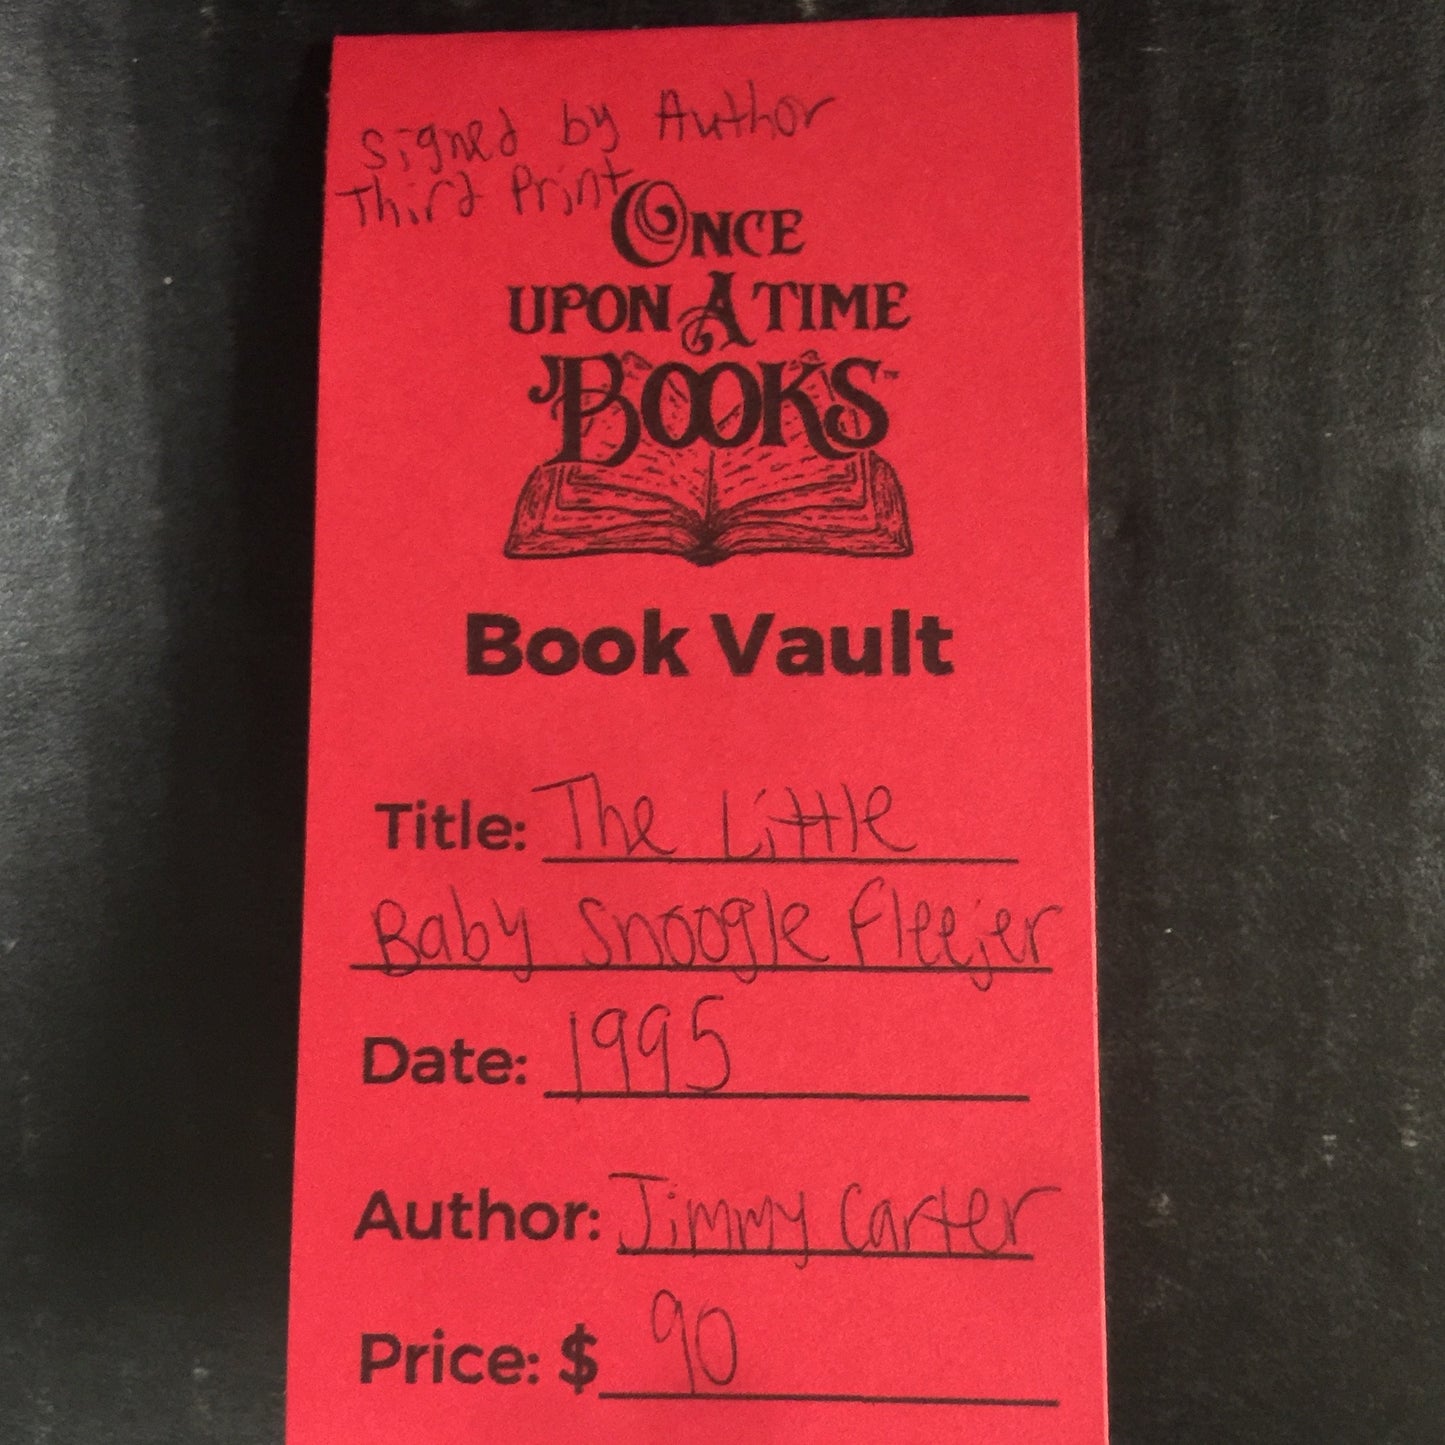 Signed by Author
Third Print
ONCE
UPON A TIME
BOOKS™
Book Vault
Title: The Little
Baby Snoogle Fleejer
Date: 1995
Author: Jimmy Carter
Price: $ 90